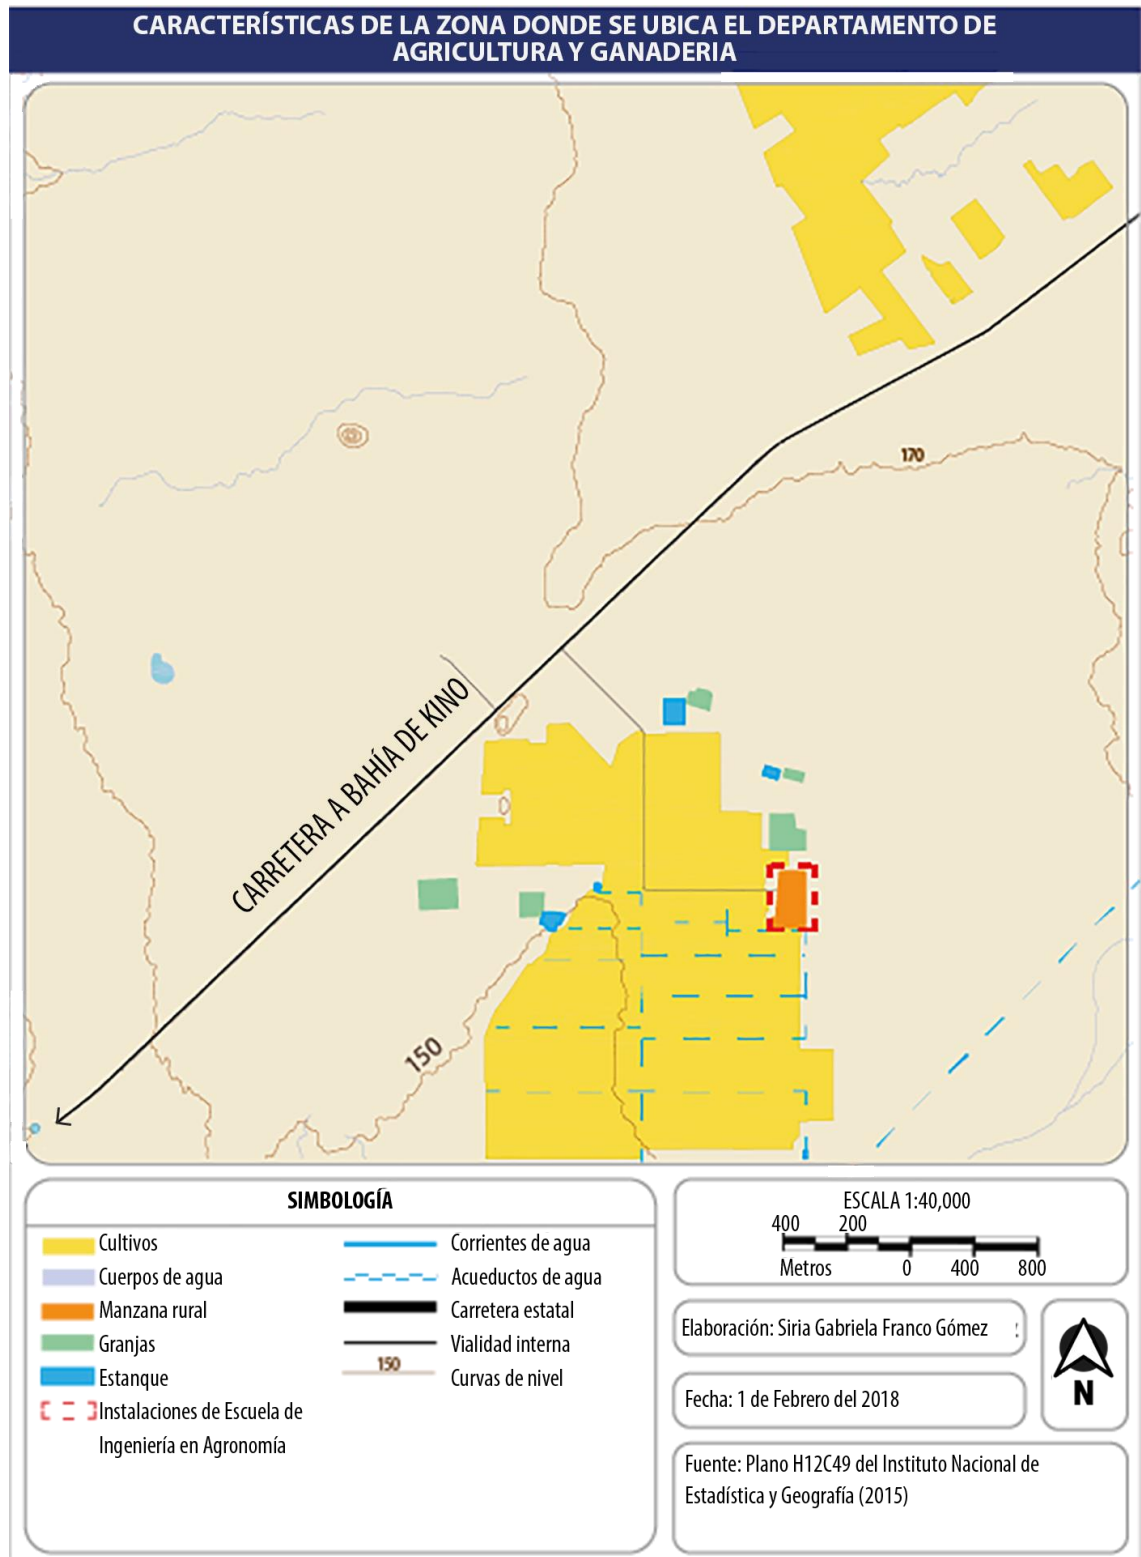 CARACTERÍSTICAS DE LA ZONA DONDE SE UBICA EL DEPARTAMENTO DE
AGRICULTURA Y GANADERIA
170
CARRETERA A BAHÍA DE KINO
150
SIMBOLOGÍA
Cultivos
Cuerpos de agua
Manzana rural
Granjas
Estanque
Instalaciones de Escuela de
Ingeniería en Agronomía
Corrientes de agua
Acueductos de agua
Carretera estatal
Vialidad interna
150
Curvas de nivel
ESCALA 1:40,000
400 200
Metros 0 400 800
Elaboración: Siria Gabriela Franco Gómez
Fecha: 1 de Febrero del 2018
N
Fuente: Plano H12C49 del Instituto Nacional de
Estadística y Geografía (2015)